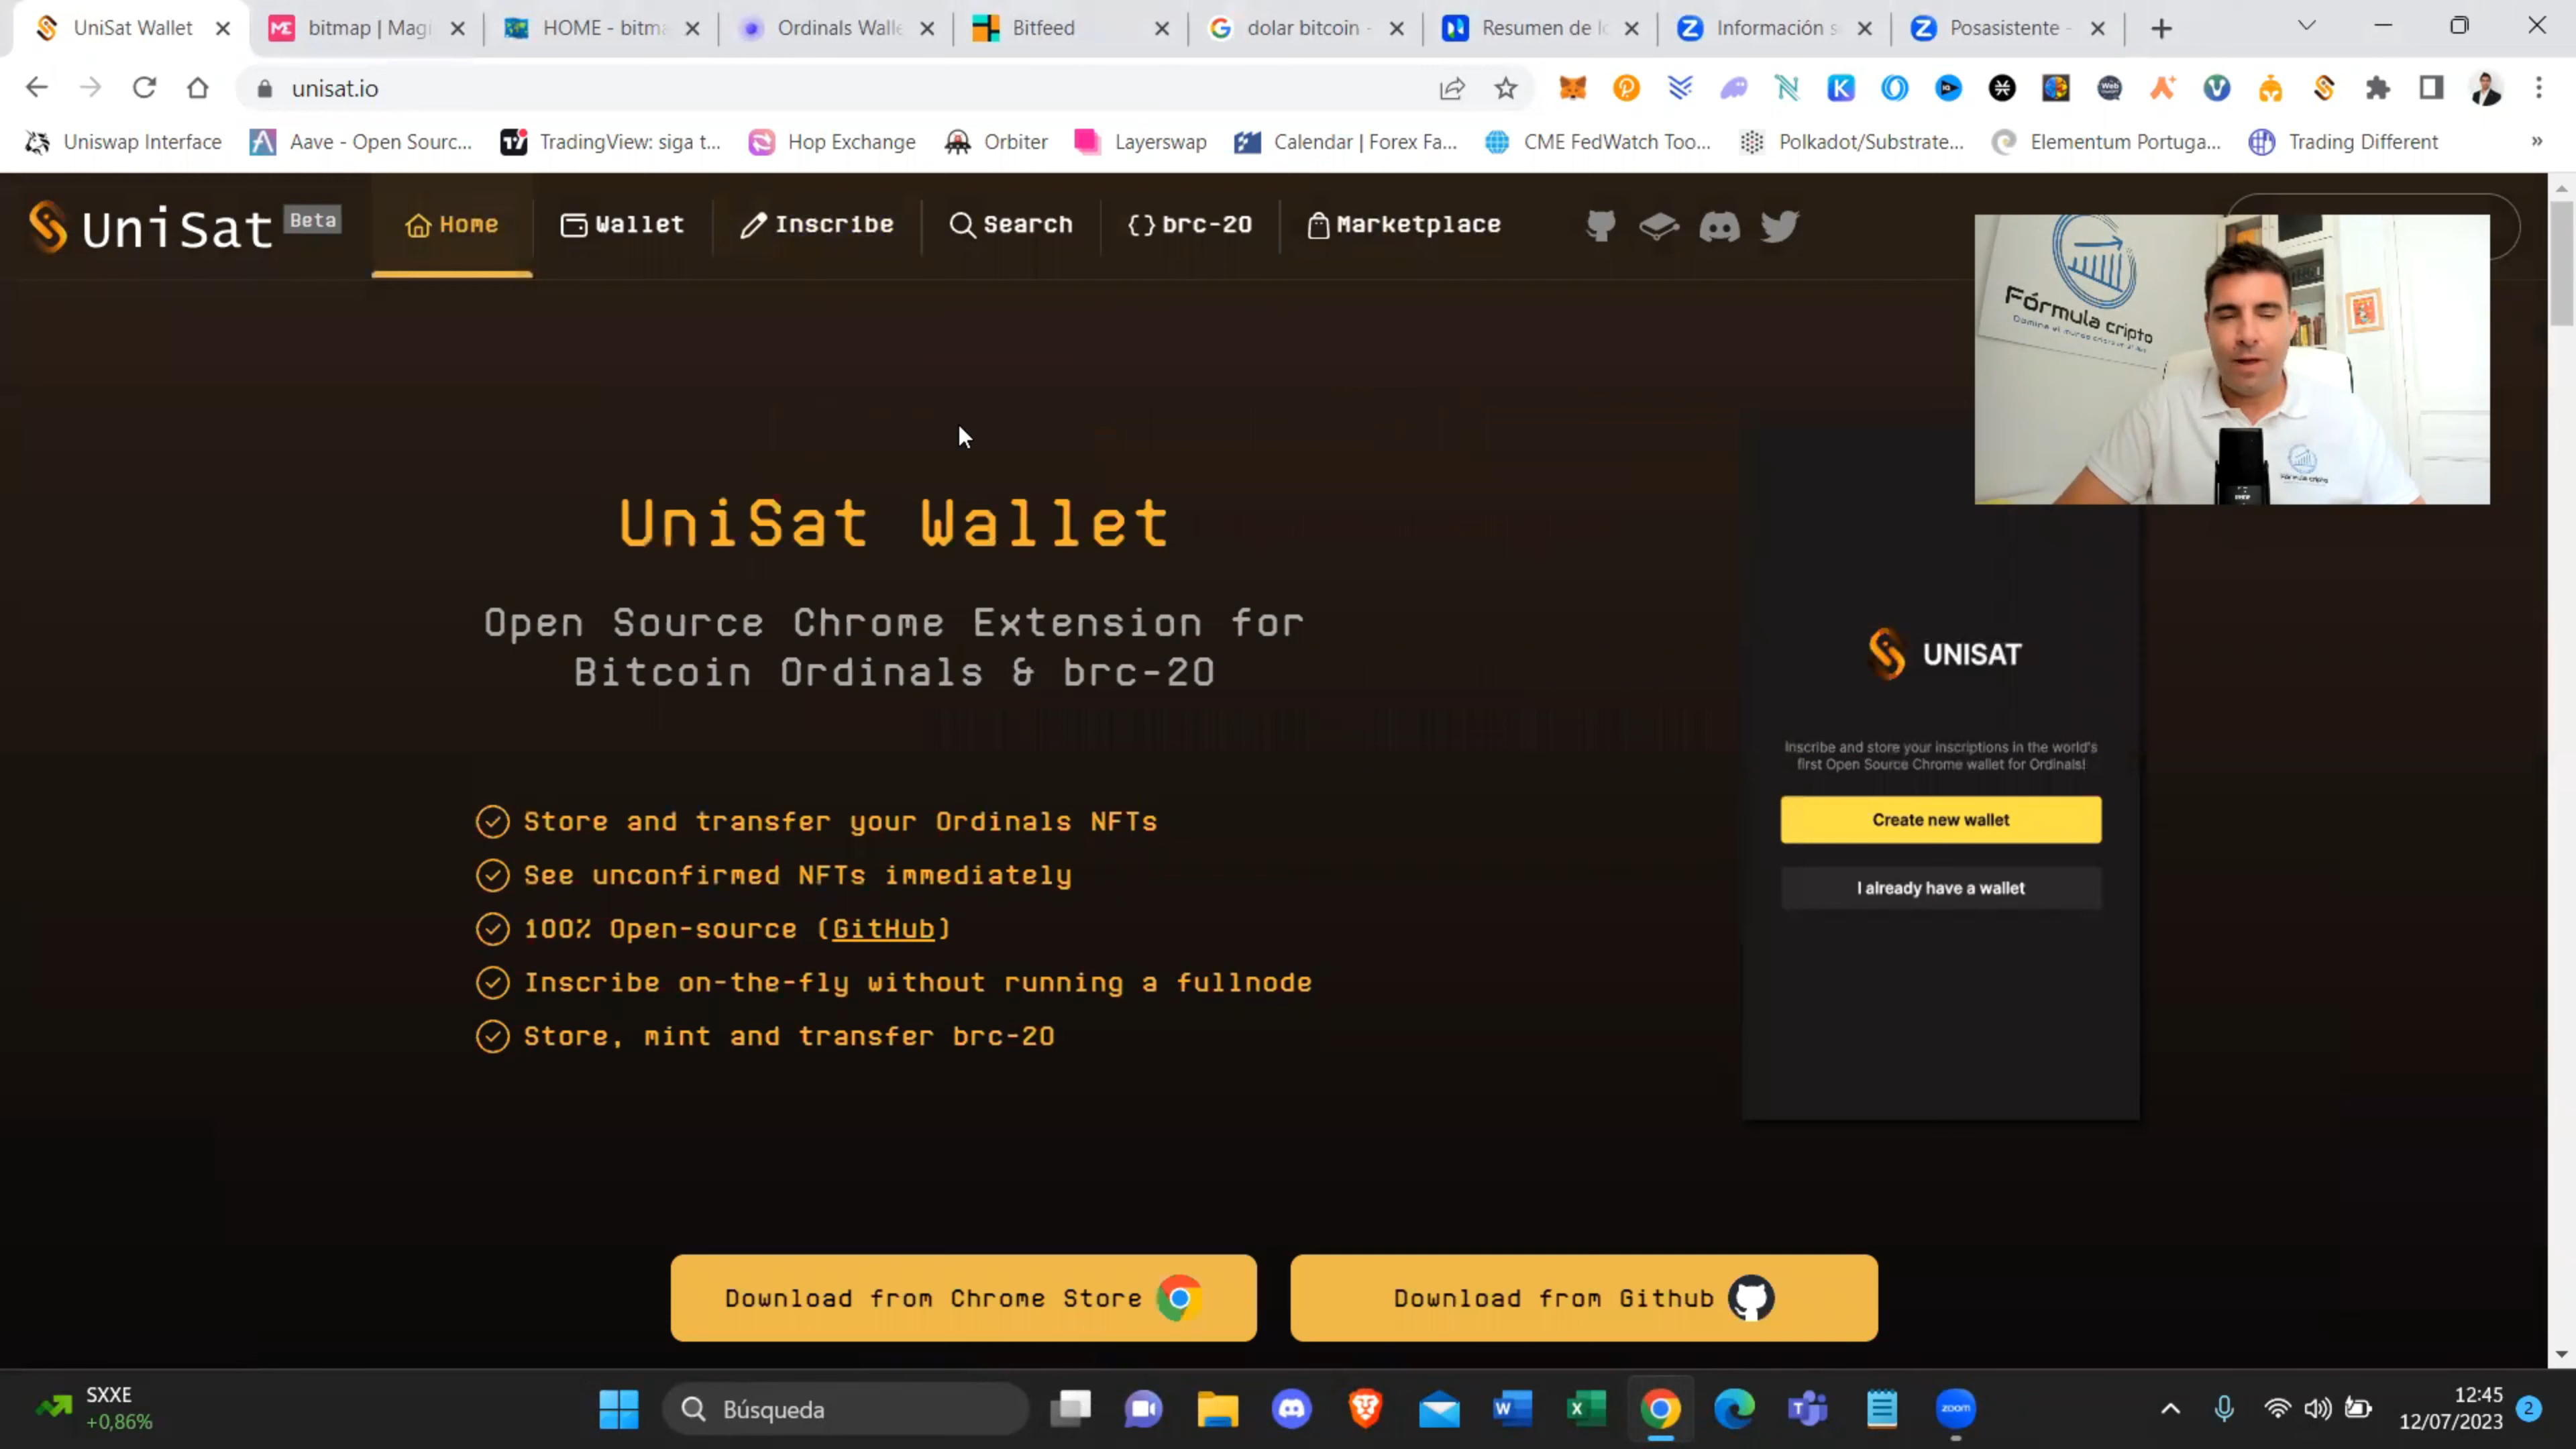 UniSat Wallet
bitmap | Magi
HOME - bitma
Ordinals Walle
Bitfeed
dolar bitcoin -
Resumen de lo
Información s
Posasistente -
unisat.io
Uniswap Interface
Aave - Open Sourc...
TradingView: siga t...
Hop Exchange
Orbiter
Layerswap
Calendar | Forex Fa...
CME FedWatch Too...
Polkadot/Substrate...
Elementum Portuga...
Trading Different
»
UniSat
Beta
Home
Wallet
Inscribe
Search
{} brc-20
Marketplace
Fórmula cripto
UniSat Wallet
Open Source Chrome Extension for
Bitcoin Ordinals & brc-20
Store and transfer your Ordinals NFTs
See unconfirmed NFTs immediately
100% Open-source (GitHub)
Inscribe on-the-fly without running a fullnode
Store, mint and transfer brc-20
UNISAT
Inscribe and store your inscriptions in the world's
first Open Source Chrome wallet for Ordinals!
Create new wallet
I already have a wallet
Download from Chrome Store
Download from Github
SXXE
+0,86%
Búsqueda
zoom
12:45
12/07/2023
2